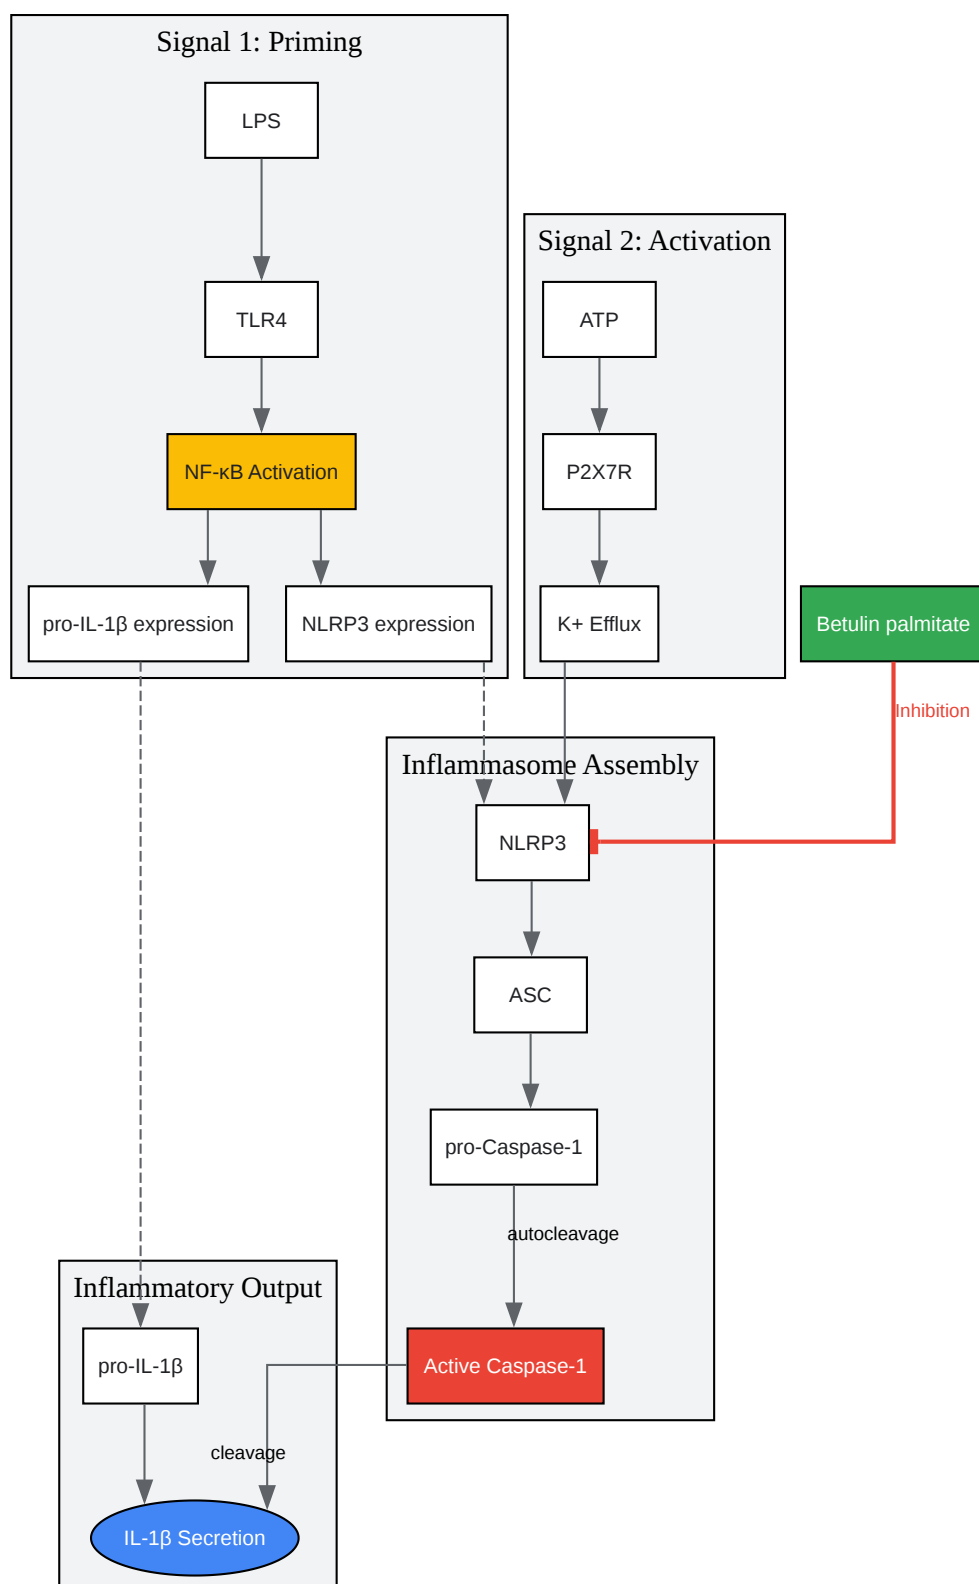 Signal 1: Priming
LPS
TLR4
NF-κB Activation
pro-IL-1β expression
NLRP3 expression
Signal 2: Activation
ATP
P2X7R
K+ Efflux
Betulin palmitate
Inhibition
Inflammasome Assembly
NLRP3
ASC
pro-Caspase-1
autocleavage
Active Caspase-1
Inflammatory Output
pro-IL-1β
cleavage
IL-1β Secretion